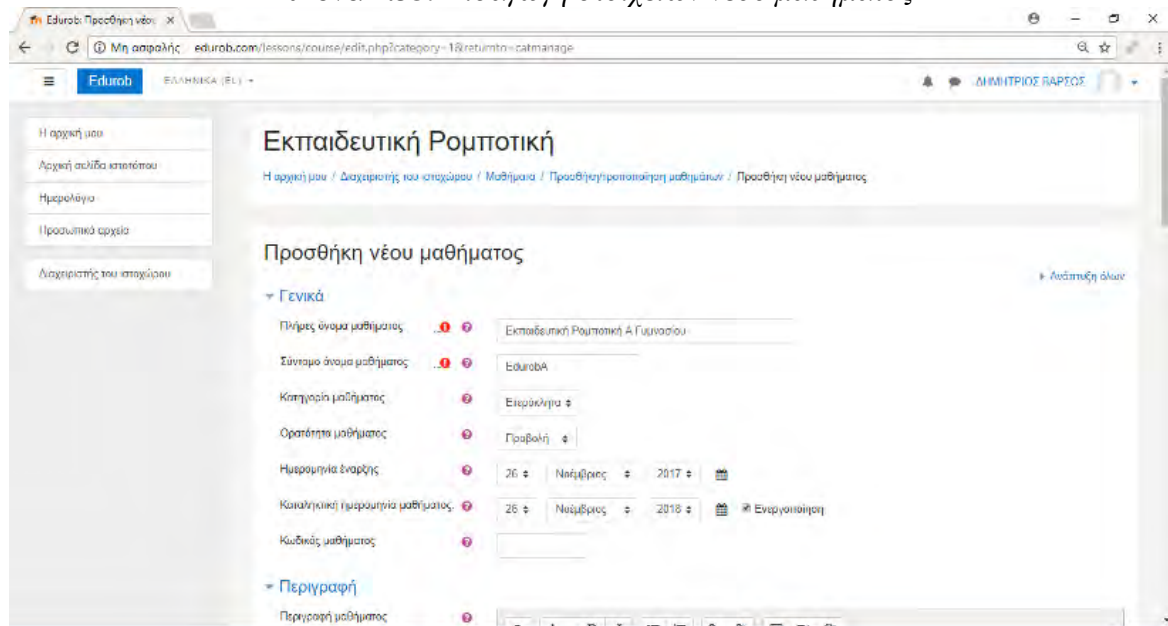 Edurob: Προσθήκη νέου
Μη ασφαλής edurob.com/lessons/course/edit.php?category=1&returnto=catmanage
Edurob ΕΛΛΗΝΙΚΆ (EL) ΔΗΜΗΤΡΙΟΣ ΒΑΡΣΟΣ
Η αρχική μου
Αρχική σελίδα ιστοτόπου
Ημερολόγιο
Προσωπικά αρχεία
Διαχειριστής του ιστοχώρου
Εκπαιδευτική Ρομποτική
Η αρχική μου / Διαχειριστής του ιστοχώρου / Μαθήματα / Προσθήκη/τροποποίηση μαθημάτων / Προσθήκη νέου μαθήματος
Προσθήκη νέου μαθήματος
Ανάπτυξη όλων
Γενικά
Πλήρες όνομα μαθήματος Εκπαιδευτική Ρομποτική Α Γυμνασίου
Σύντομο όνομα μαθήματος EdurobA
Κατηγορία μαθήματος Ετερόκλητα
Ορατότητα μαθήματος Προβολή
Ημερομηνία έναρξης 26 Νοέμβριος 2017
Καταληκτική ημερομηνία μαθήματος 26 Νοέμβριος 2018 Ενεργοποίηση
Κωδικός μαθήματος
Περιγραφή
Περιγραφή μαθήματος